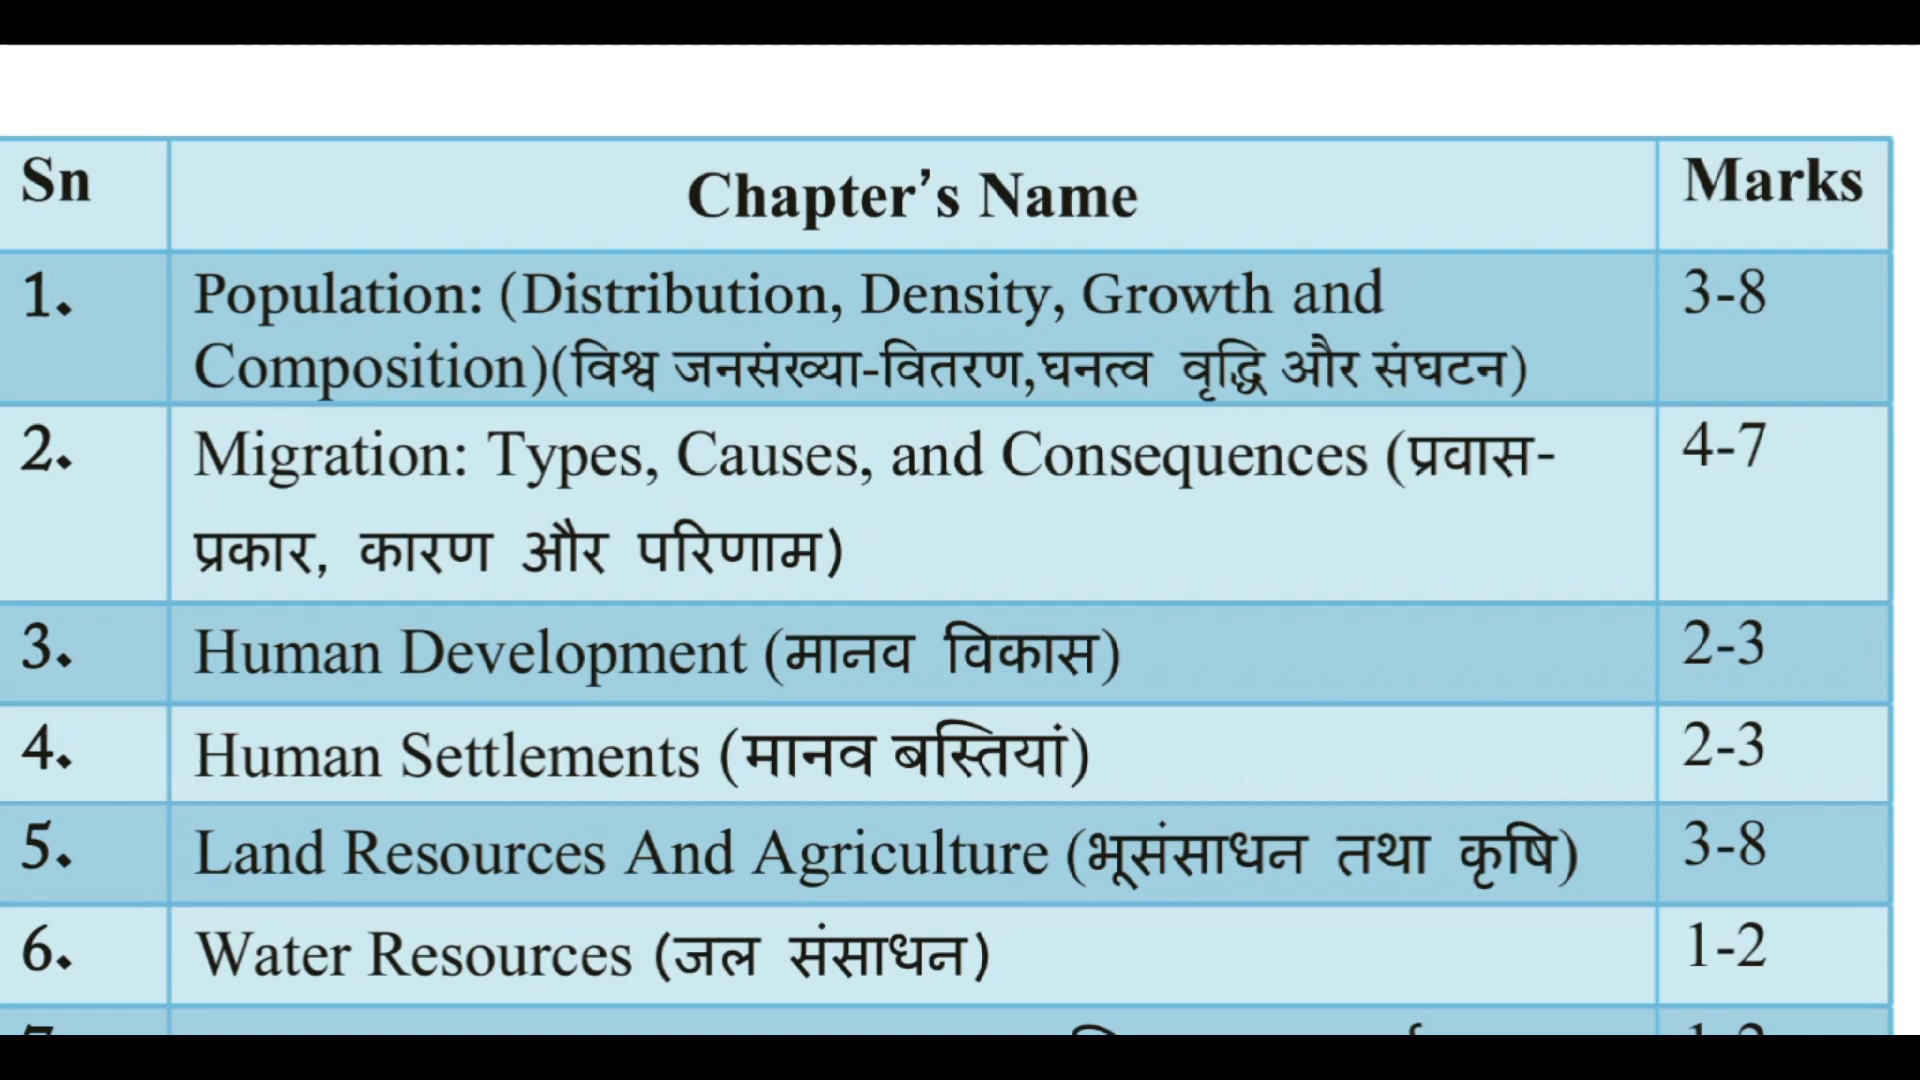 Sn Chapter's Name Marks
1. Population: (Distribution, Density, Growth and 3-8
Composition)(विश्व जनसंख्या-वितरण,घनत्व वृद्धि और संघटन)
2. Migration: Types, Causes, and Consequences (प्रवास- 4-7
प्रकार, कारण और परिणाम)
3. Human Development (मानव विकास) 2-3
4. Human Settlements (मानव बस्तियां) 2-3
5. Land Resources And Agriculture (भूसंसाधन तथा कृषि) 3-8
6. Water Resources (जल संसाधन) 1-2